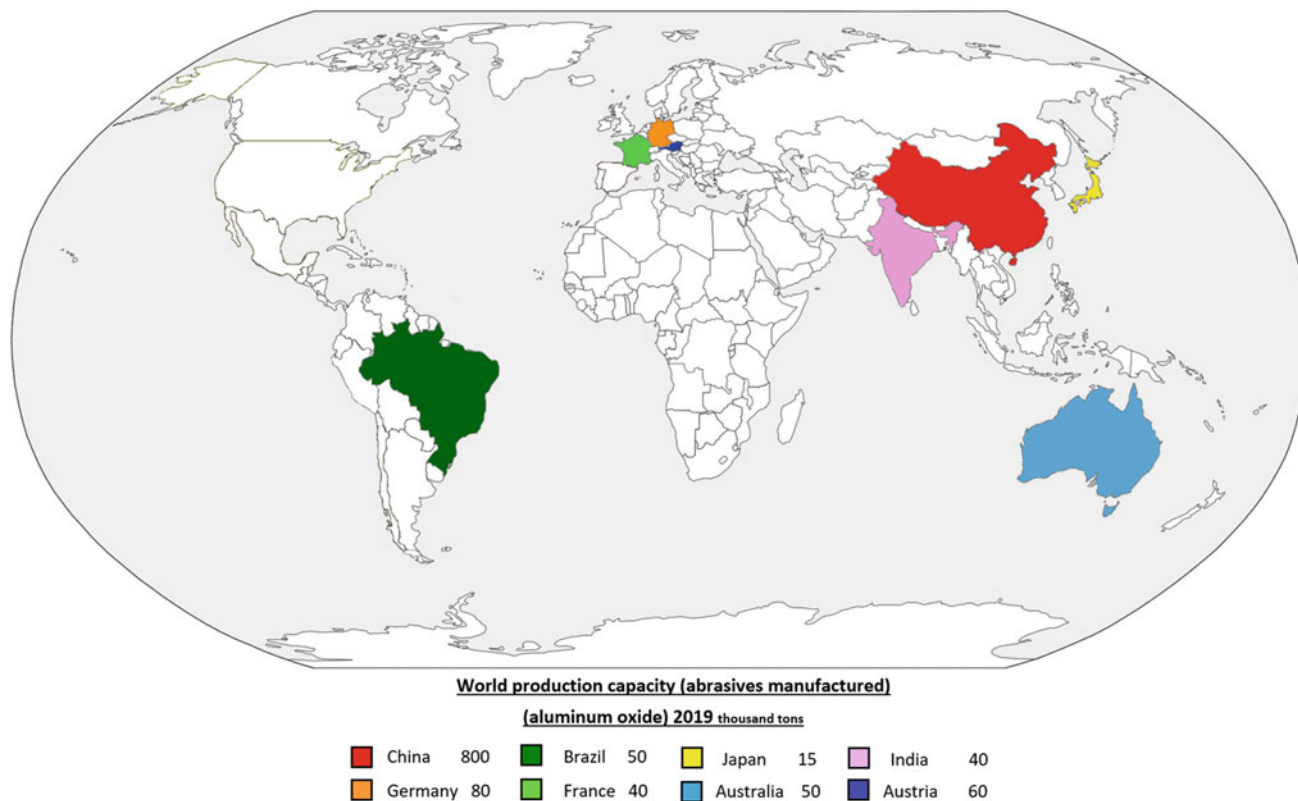 World production capacity (abrasives manufactured)
(aluminum oxide) 2019 thousand tons
China 800 Brazil 50 Japan 15 India 40
Germany 80 France 40 Australia 50 Austria 60